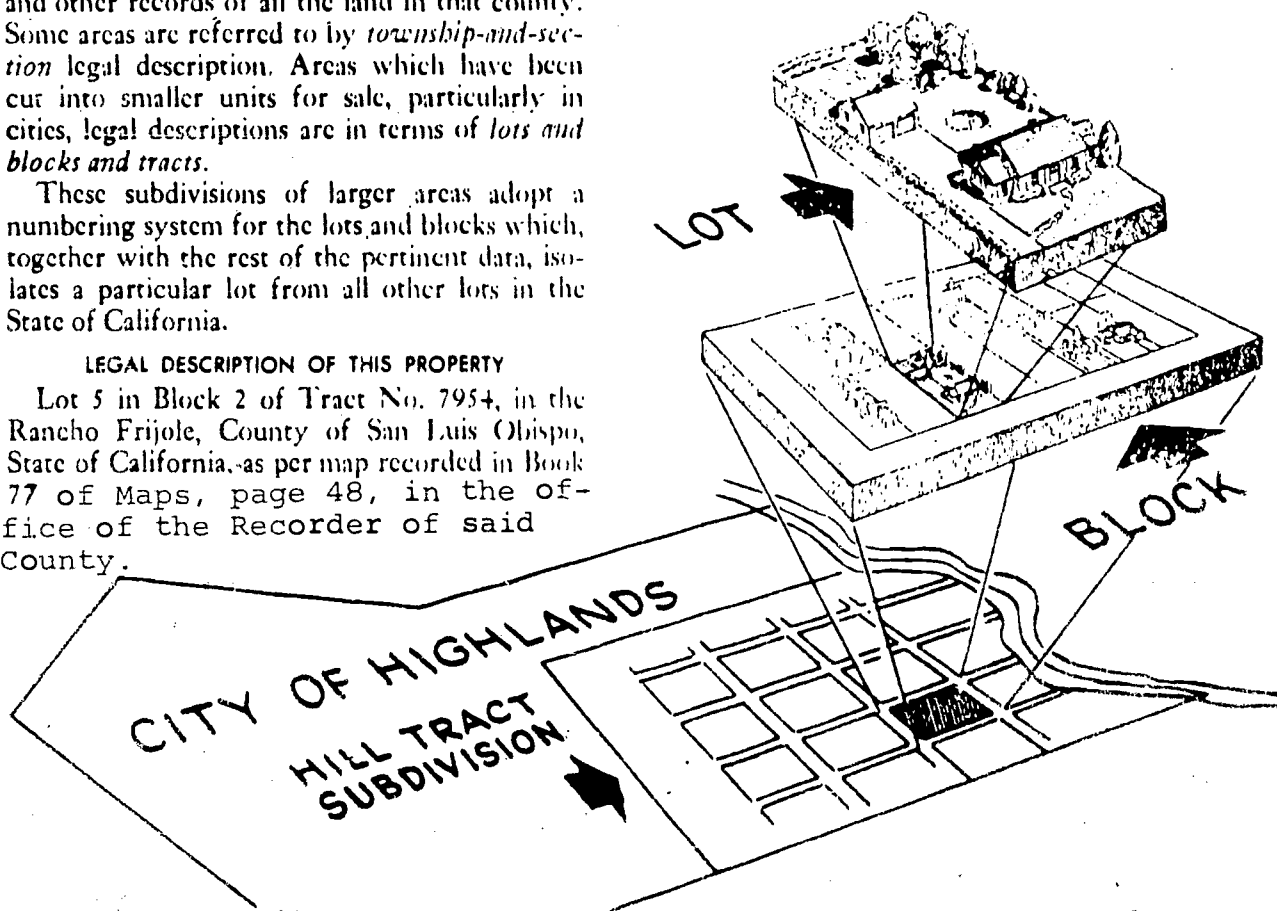 and other records of all the land in that county.
Some areas are referred to by township-and-sec-
tion legal description. Areas which have been
cut into smaller units for sale, particularly in
cities, legal descriptions are in terms of lots and
blocks and tracts.
These subdivisions of larger areas adopt a
numbering system for the lots and blocks which,
together with the rest of the pertinent data, iso-
lates a particular lot from all other lots in the
State of California.
LEGAL DESCRIPTION OF THIS PROPERTY
Lot 5 in Block 2 of Tract No. 7954, in the
Rancho Frijole, County of San Luis Obispo,
State of California, as per map recorded in Book
77 of Maps, page 48, in the of-
fice of the Recorder of said
County.
LOT
BLOCK
CITY OF HIGHLANDS
HILL TRACT
SUBDIVISION